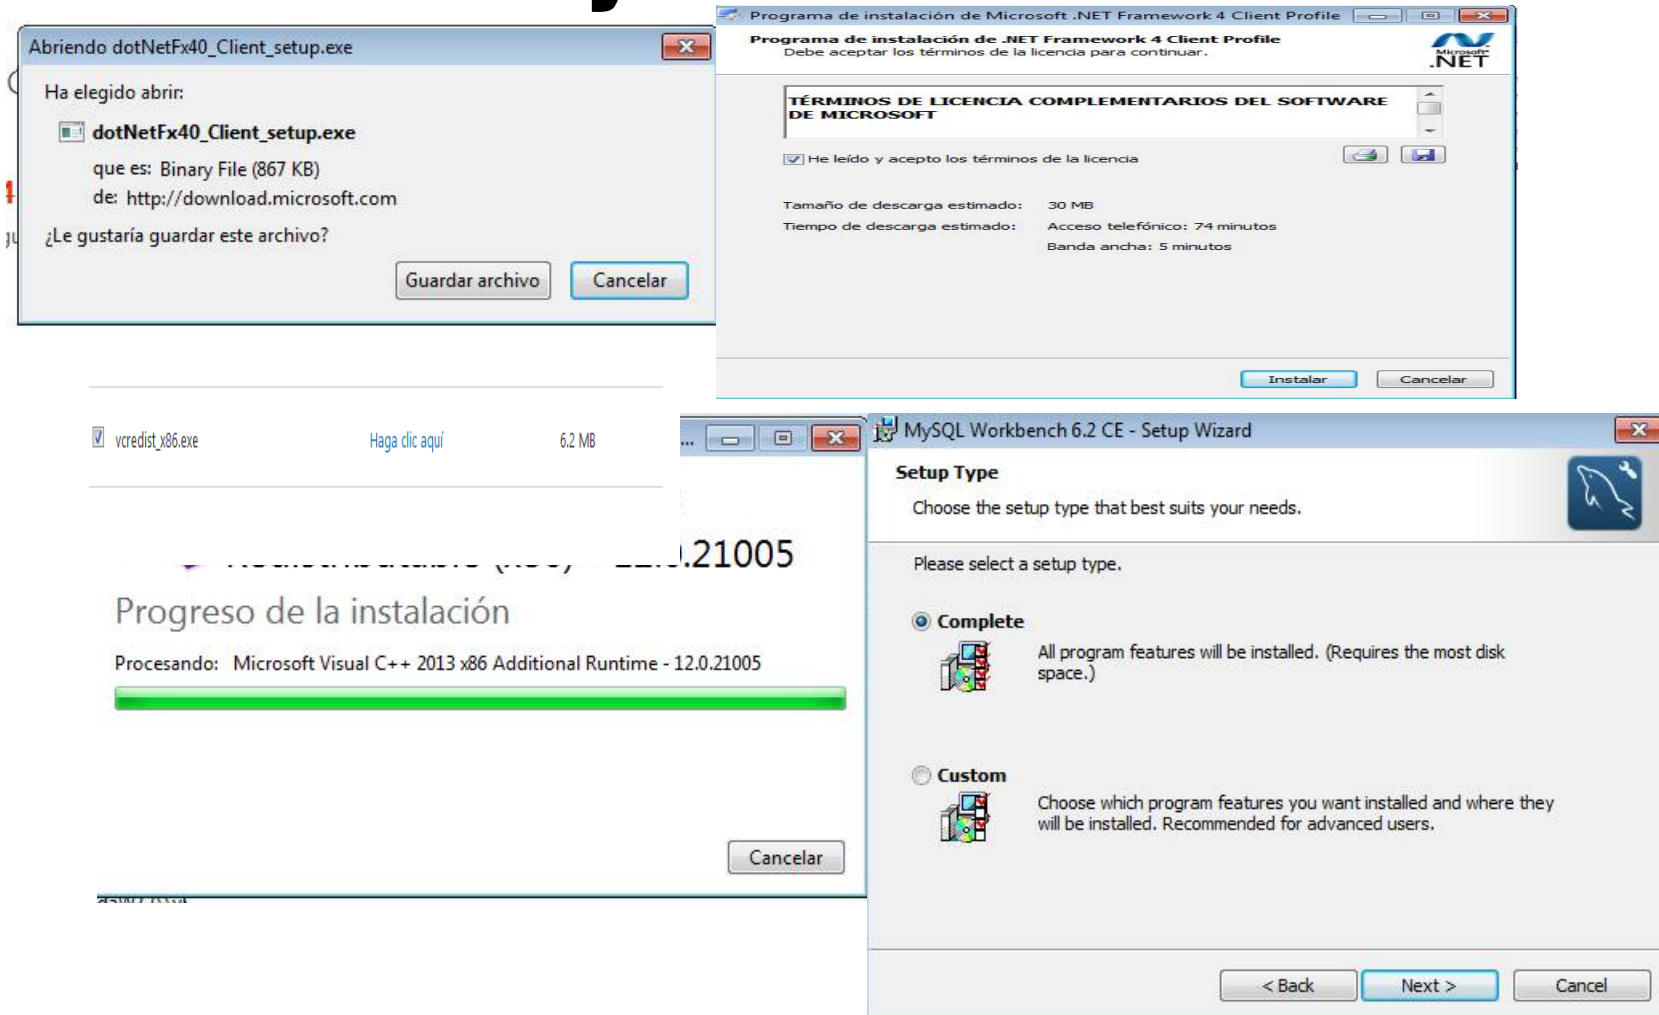 Abriendo dotNetFx40_Client_setup.exe
Ha elegido abrir:
dotNetFx40_Client_setup.exe
que es: Binary File (867 KB)
de: http://download.microsoft.com
¿Le gustaría guardar este archivo?
Guardar archivo Cancelar
Programa de instalación de Microsoft .NET Framework 4 Client Profile
Programa de instalación de .NET Framework 4 Client Profile
Debe aceptar los términos de la licencia para continuar.
Microsoft
.NET
TÉRMINOS DE LICENCIA COMPLEMENTARIOS DEL SOFTWARE
DE MICROSOFT
He leído y acepto los términos de la licencia
Tamaño de descarga estimado: 30 MB
Tiempo de descarga estimado: Acceso telefónico: 74 minutos
Banda ancha: 5 minutos
Instalar Cancelar
vcredist_x86.exe Haga clic aquí 6.2 MB
...
.21005
Progreso de la instalación
Procesando: Microsoft Visual C++ 2013 x86 Additional Runtime - 12.0.21005
Cancelar
MySQL Workbench 6.2 CE - Setup Wizard
Setup Type
Choose the setup type that best suits your needs.
Please select a setup type.
Complete
All program features will be installed. (Requires the most disk
space.)
Custom
Choose which program features you want installed and where they
will be installed. Recommended for advanced users.
< Back Next > Cancel